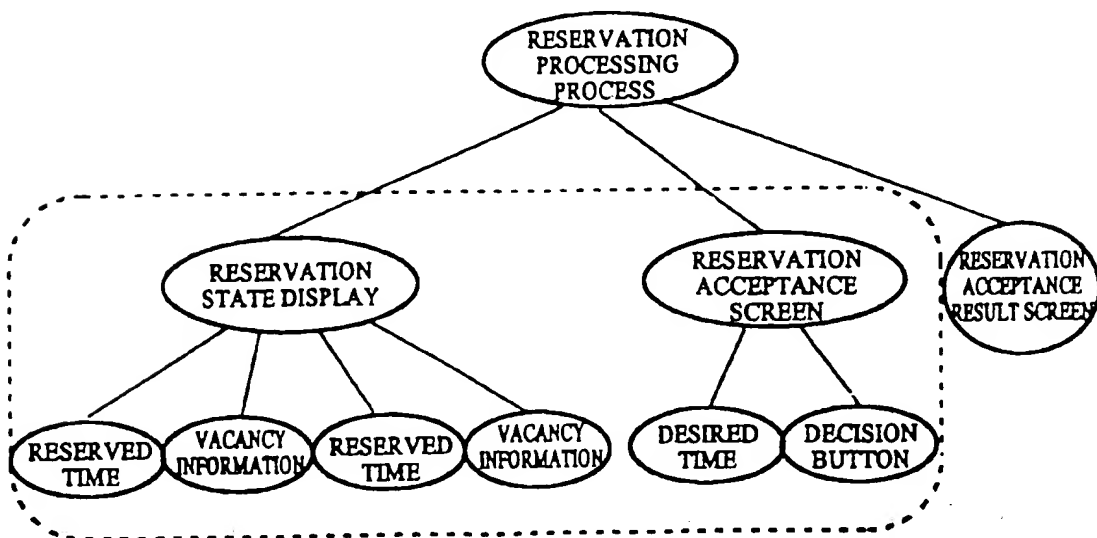 RESERVATION
PROCESSING
PROCESS
RESERVATION
STATE DISPLAY
RESERVATION
ACCEPTANCE
SCREEN
RESERVATION
ACCEPTANCE
RESULT SCREEN
RESERVED
TIME
VACANCY
INFORMATION
RESERVED
TIME
VACANCY
INFORMATION
DESIRED
TIME
DECISION
BUTTON